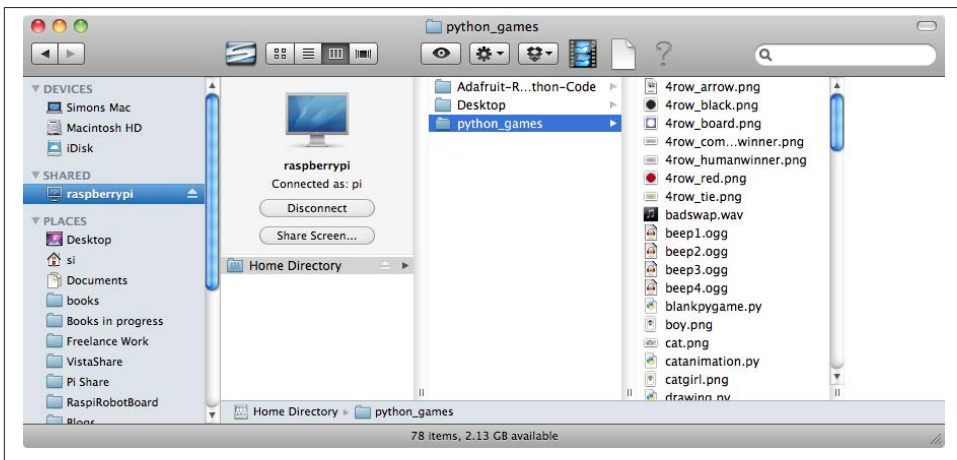 python_games
DEVICES
Simons Mac
Macintosh HD
iDisk
SHARED
raspberrypi
PLACES
Desktop
si
Documents
books
Books in progress
Freelance Work
VistaShare
Pi Share
RaspiRobotBoard
Blogs
raspberrypi
Connected as: pi
Disconnect
Share Screen...
Home Directory
Adafruit-R...thon-Code
Desktop
python_games
4row_arrow.png
4row_black.png
4row_board.png
4row_com...winner.png
4row_humanwinner.png
4row_red.png
4row_tie.png
badswap.wav
beep1.ogg
beep2.ogg
beep3.ogg
beep4.ogg
blankpygame.py
boy.png
cat.png
catanimation.py
catgirl.png
drawing.py
Home Directory
python_games
78 items, 2.13 GB available